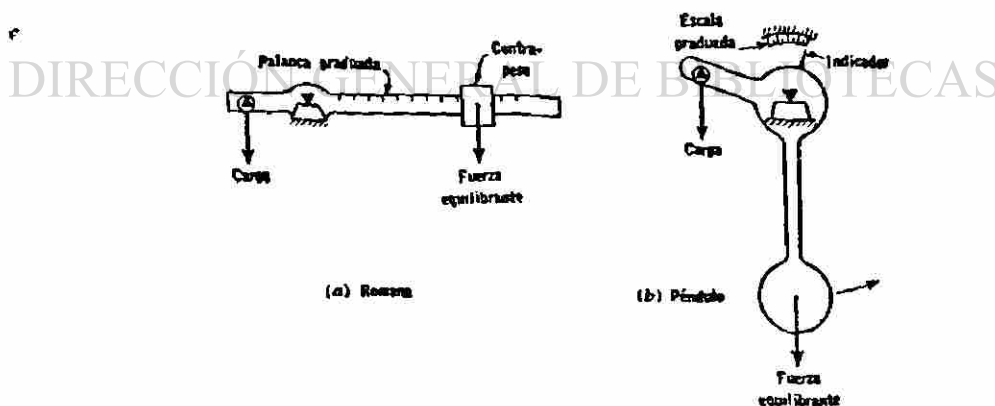 DIRECCIÓN GENERAL DE BIBLIOTECAS
Palanca graduada
Contra-
peso
Carga
Fuerza
equilibrante
(a) Romana
Escala
graduada
Indicador
Carga
(b) Péndulo
Fuerza
equilibrante